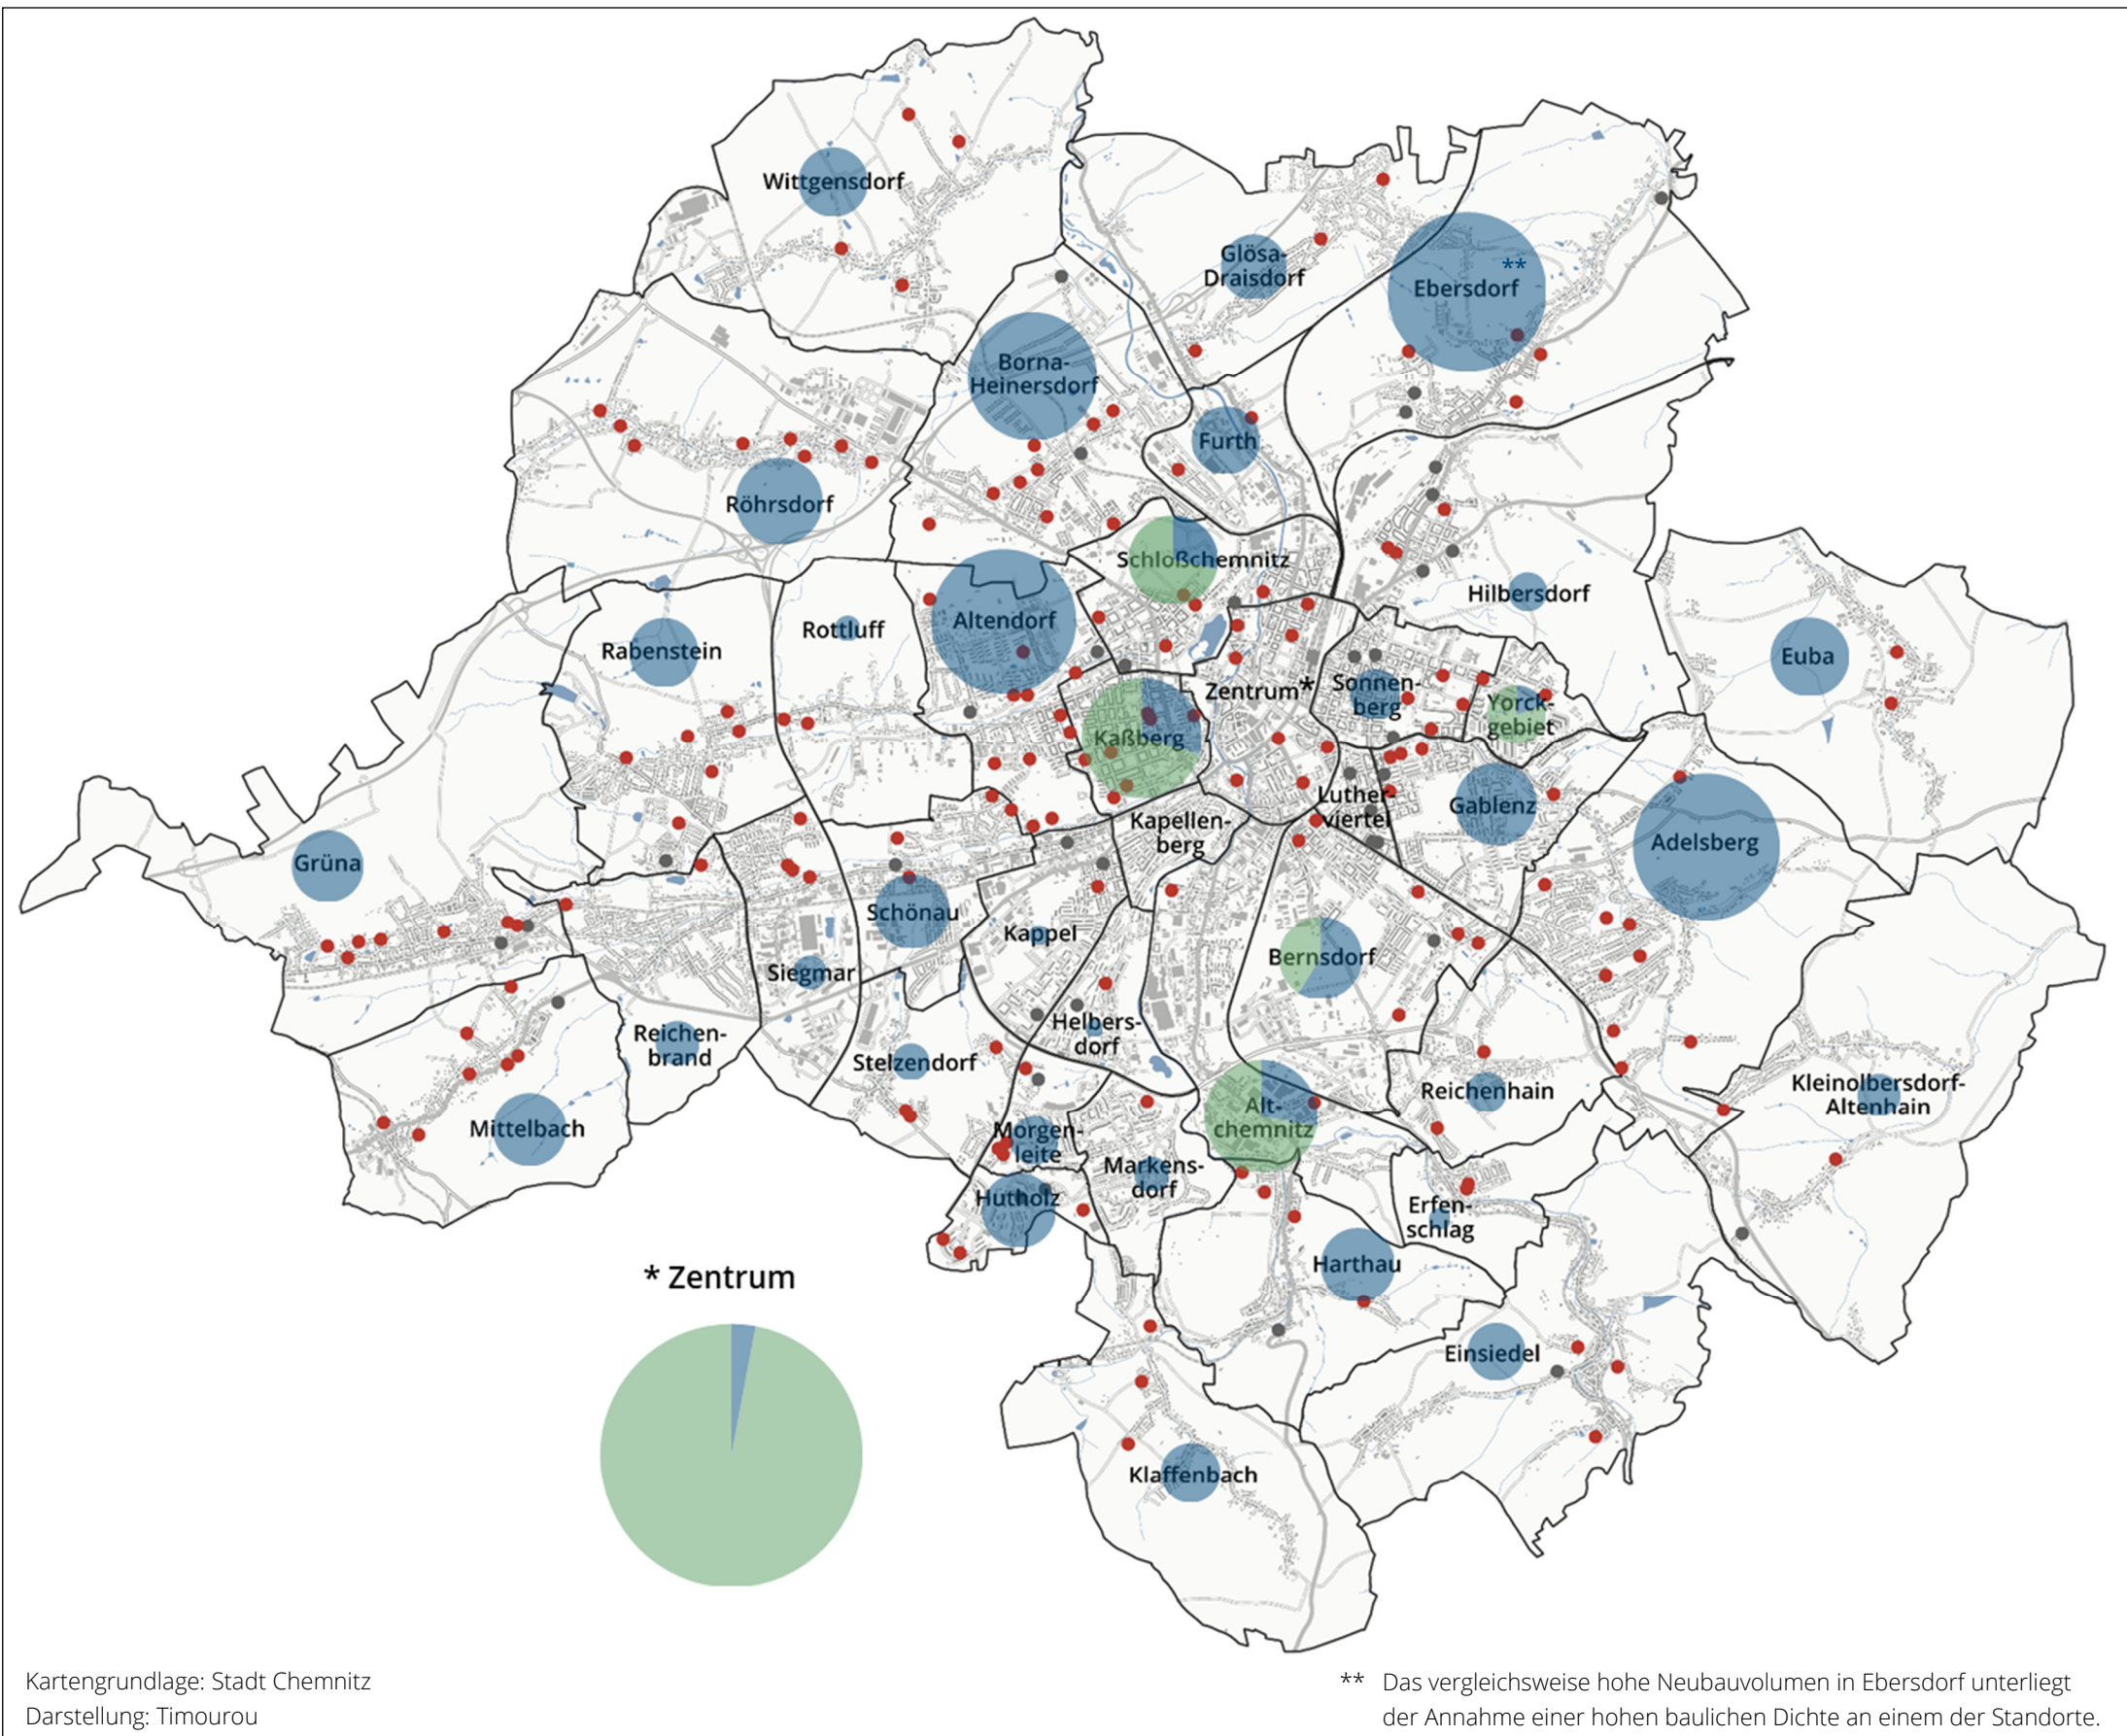 Wittgensdorf
Glösa-
Draisdorf
**
Ebersdorf
Borna-
Heinersdorf
Furth
Röhrsdorf
Schloßchemnitz
Hilbersdorf
Altendorf
Rottluff
Rabenstein
Euba
Zentrum*
Sonnen-
berg
Yorck-
gebiet
Kaßberg
Luther-
viertel
Gablenz
Kapellen-
berg
Adelsberg
Grüna
Schönau
Kappel
Bernsdorf
Siegmar
Helbers-
dorf
Reichen-
brand
Stelzendorf
Reichenhain
Kleinolbersdorf-
Altenhain
Alt-
chemnitz
Mittelbach
Morgen-
leite
Markens-
dorf
Hutholz
Erfen-
schlag
Harthau
* Zentrum
Einsiedel
Klaffenbach
Kartengrundlage: Stadt Chemnitz
Darstellung: Timourou
** Das vergleichsweise hohe Neubauvolumen in Ebersdorf unterliegt
der Annahme einer hohen baulichen Dichte an einem der Standorte.